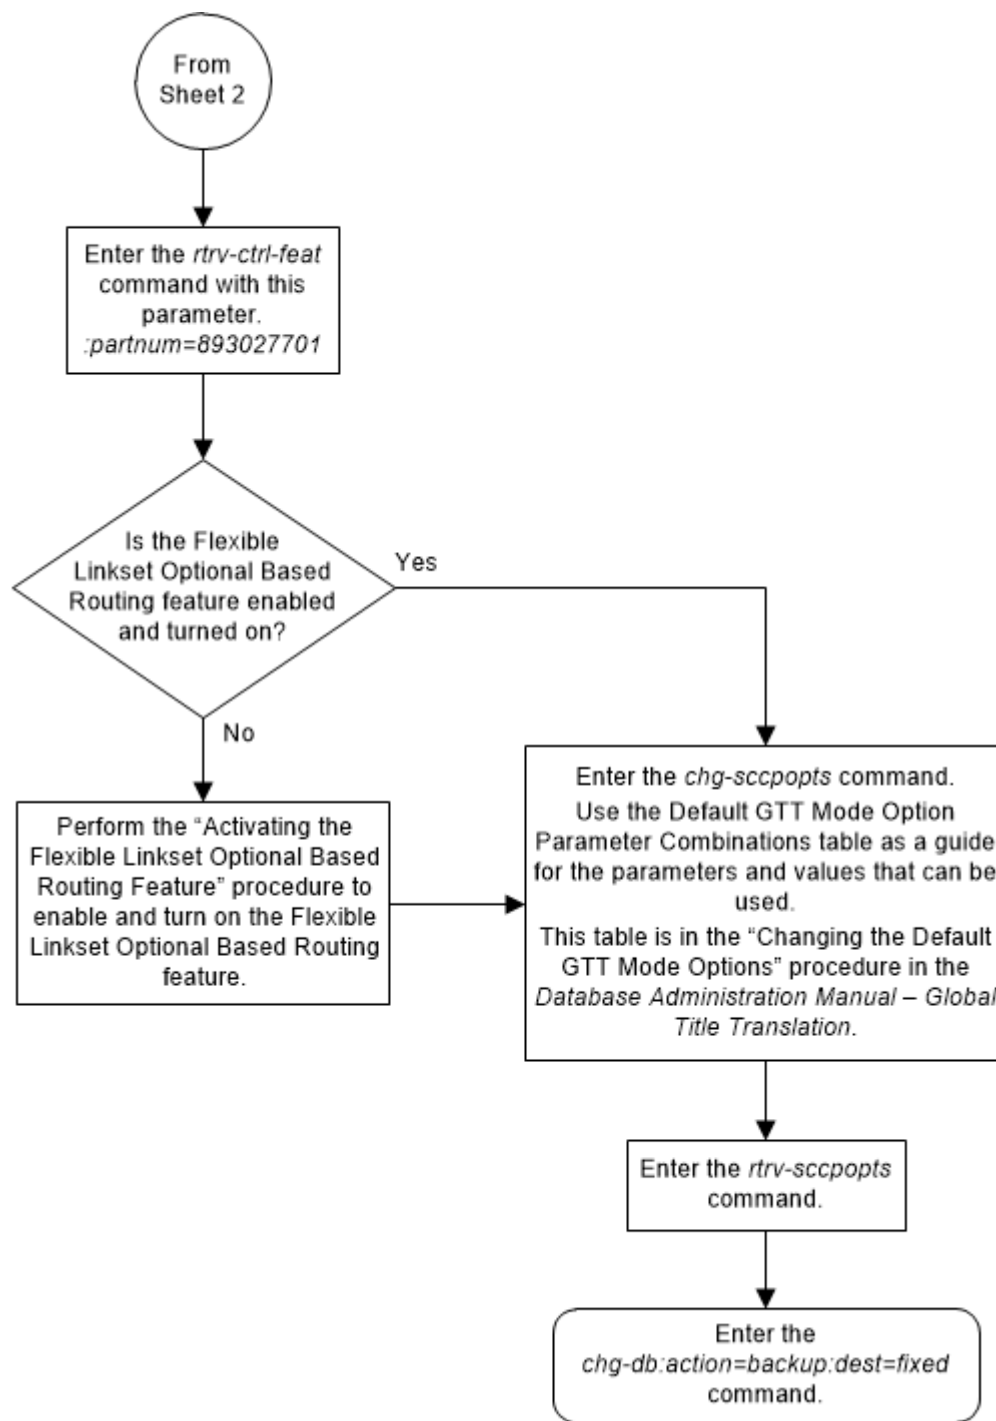 From
Sheet 2
Enter the rtrv-ctrl-feat
command with this
parameter.
:partnum=893027701
Is the Flexible
Linkset Optional Based
Routing feature enabled
and turned on?
Yes
No
Perform the “Activating the
Flexible Linkset Optional Based
Routing Feature” procedure to
enable and turn on the Flexible
Linkset Optional Based Routing
feature.
Enter the chg-sccpopts command.
Use the Default GTT Mode Option
Parameter Combinations table as a guide
for the parameters and values that can be
used.
This table is in the “Changing the Default
GTT Mode Options” procedure in the
Database Administration Manual – Global
Title Translation.
Enter the rtrv-sccpopts
command.
Enter the
chg-db:action=backup:dest=fixed
command.